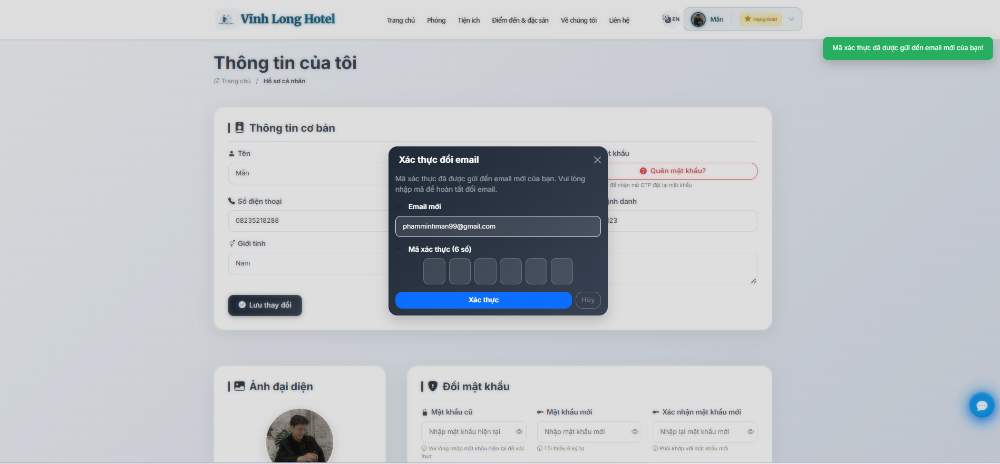 Vĩnh Long Hotel
Trang chủ
Phòng
Tiện ích
Điểm đến & đặc sản
Về chúng tôi
Liên hệ
EN
Mẫn
Hạng Gold
Mã xác thực đã được gửi đến email mới của bạn!
Thông tin của tôi
Trang chủ / Hồ sơ cá nhân
Thông tin cơ bản
Tên
Mẫn
t khẩu
Quên mật khẩu?
để nhận mã OTP đặt lại mật khẩu
Số điện thoại
08235218288
ịnh danh
123
Giới tính
Nam
Lưu thay đổi
Xác thực đổi email
Mã xác thực đã được gửi đến email mới của bạn. Vui lòng
nhập mã để hoàn tất đổi email.
Email mới
phamminhman99@gmail.com
Mã xác thực (6 số)
Xác thực
Hủy
Ảnh đại diện
Đổi mật khẩu
Mật khẩu cũ
Mật khẩu mới
Xác nhận mật khẩu mới
Nhập mật khẩu hiện tại
Nhập mật khẩu mới
Nhập lại mật khẩu mới
Vui lòng nhập mật khẩu hiện tại để xác
thực
Tối thiểu 6 ký tự
Phải khớp với mật khẩu mới